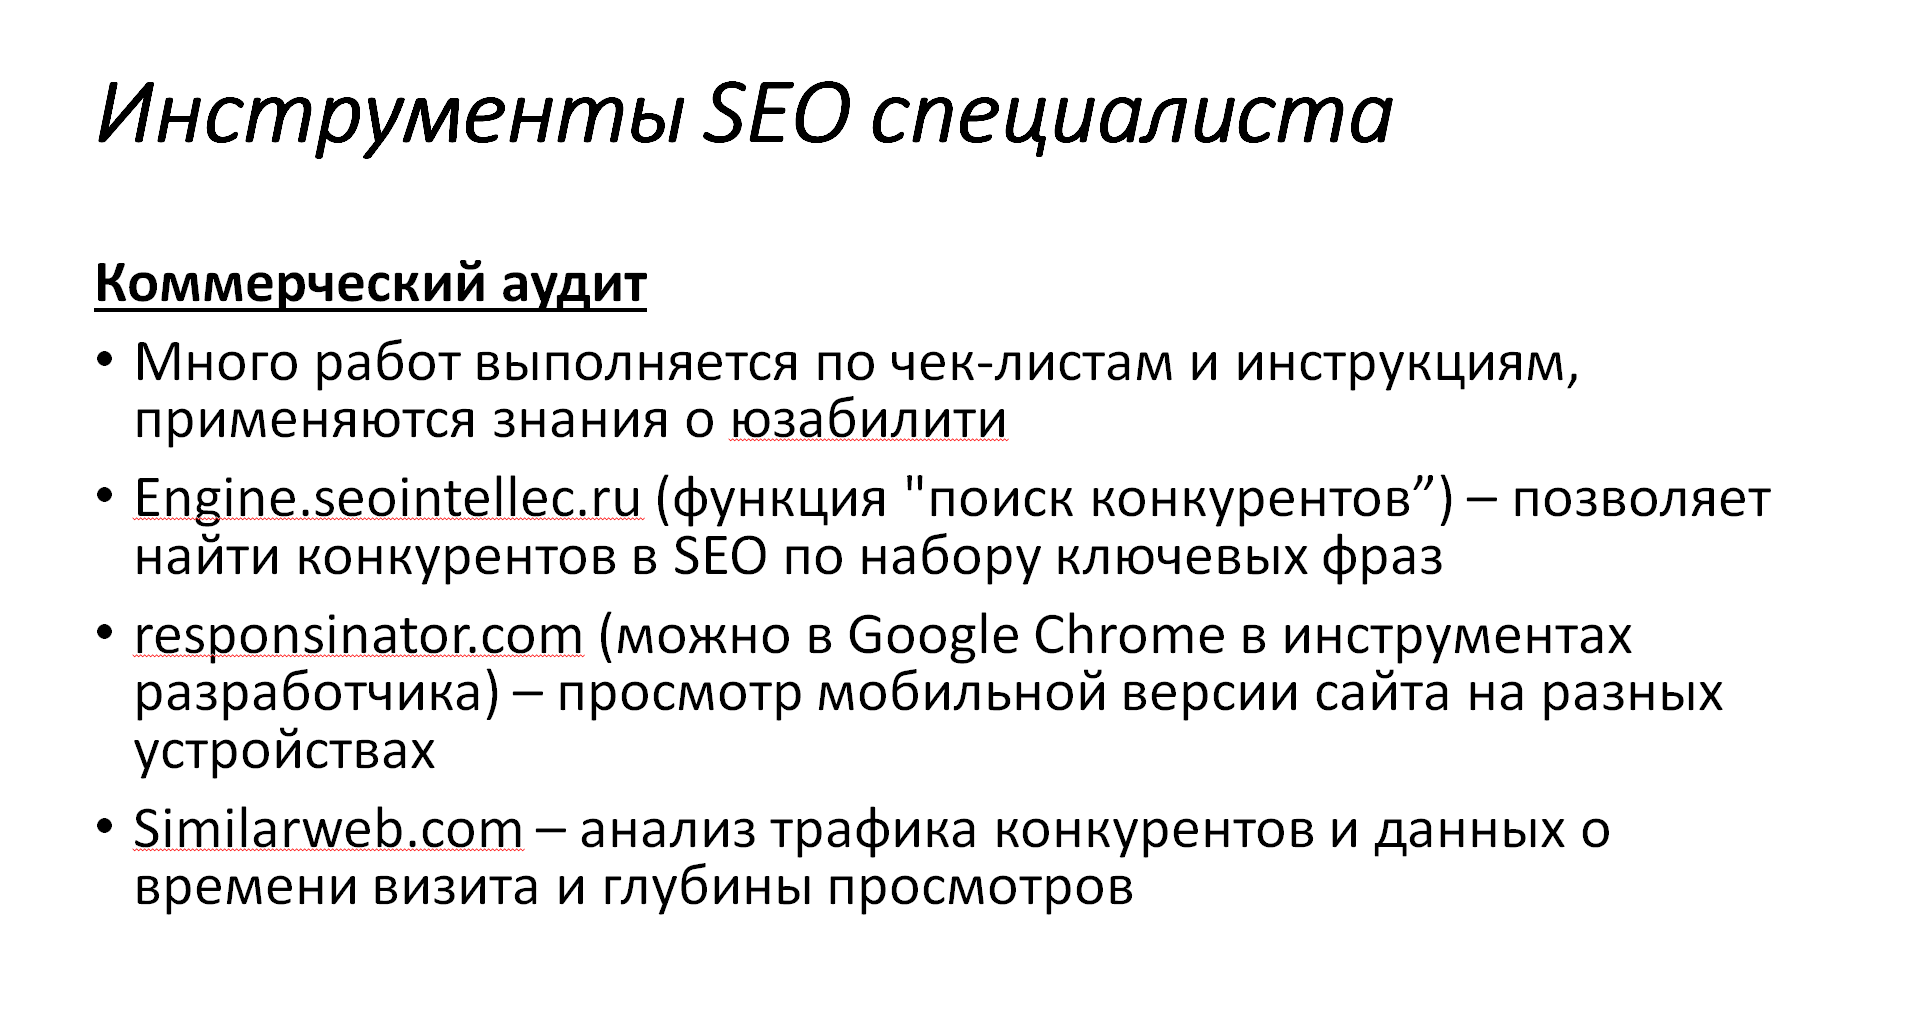 Инструменты SEO специалиста
Коммерческий аудит
• Много работ выполняется по чек-листам и инструкциям,
применяются знания о юзабилити
• Engine.seointellec.ru (функция "поиск конкурентов”) – позволяет
найти конкурентов в SEO по набору ключевых фраз
• responsinator.com (можно в Google Chrome в инструментах
разработчика) – просмотр мобильной версии сайта на разных
устройствах
• Similarweb.com – анализ трафика конкурентов и данных о
времени визита и глубины просмотров